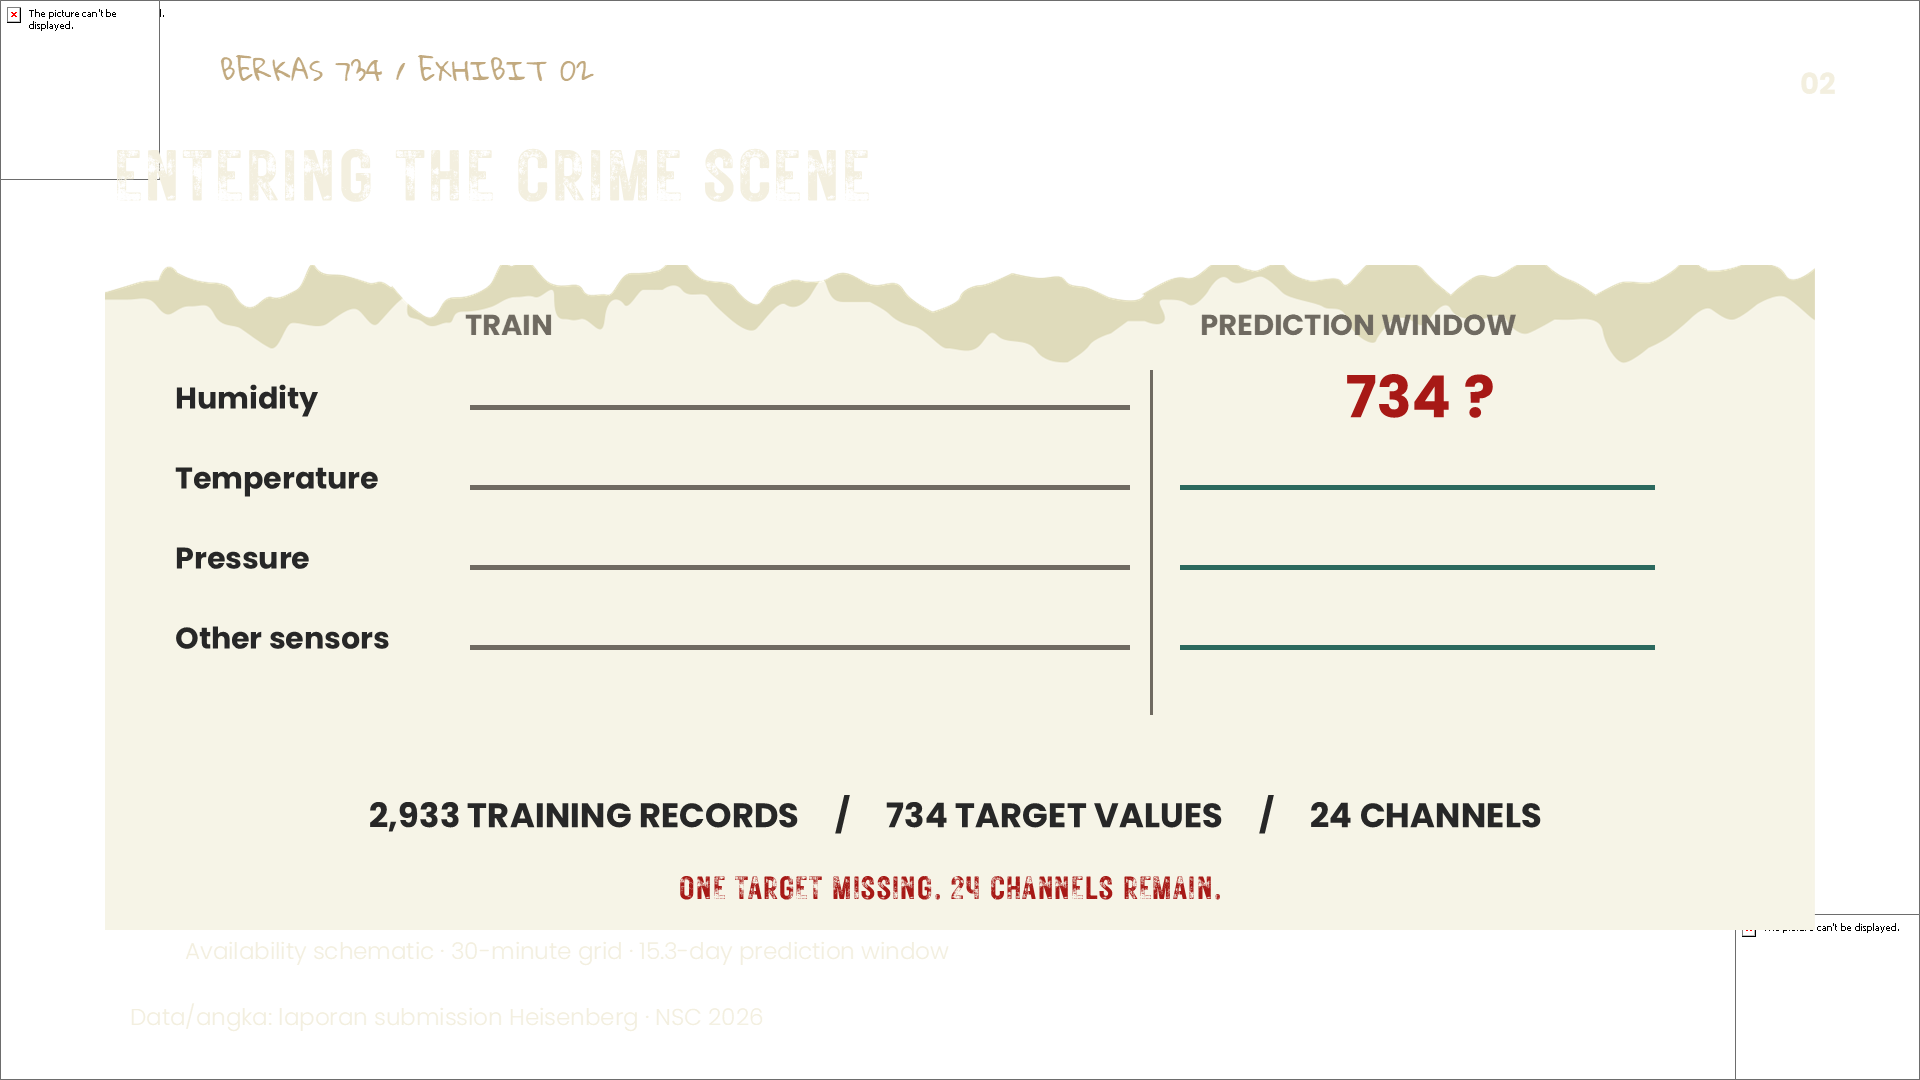 The picture can't be
displayed.
BERKAS 734 / EXHIBIT 02
02
ENTERING THE CRIME SCENE
TRAIN
PREDICTION WINDOW
Humidity
734 ?
Temperature
Pressure
Other sensors
2,933 TRAINING RECORDS / 734 TARGET VALUES / 24 CHANNELS
ONE TARGET MISSING. 24 CHANNELS REMAIN.
The picture can't be displayed.
Availability schematic · 30-minute grid · 15.3-day prediction window
Data/angka: laporan submission Heisenberg · NSC 2026